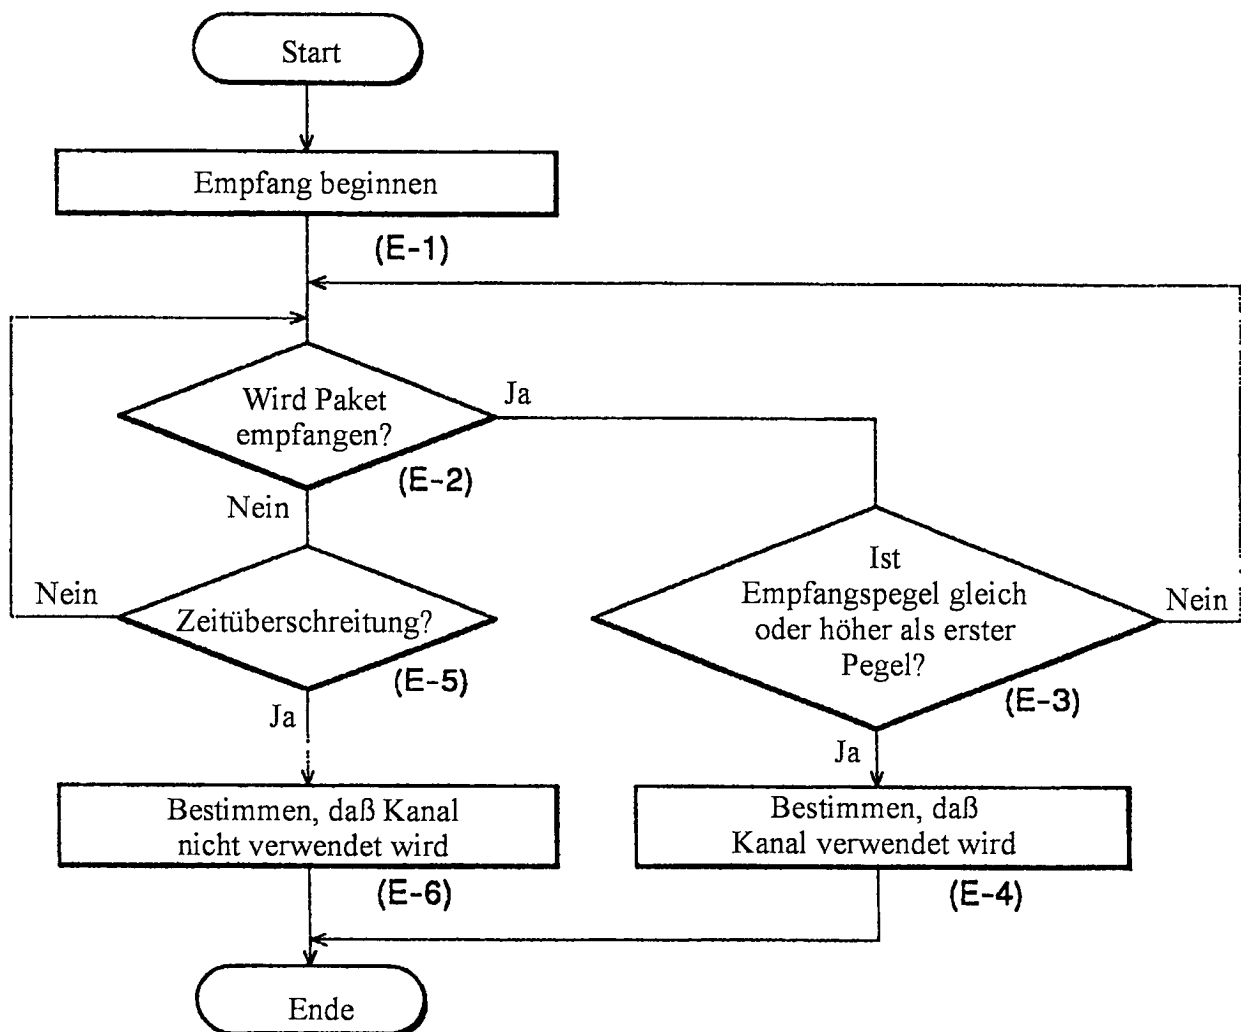 Start
Empfang beginnen
(E-1)
Wird Paket
empfangen?
(E-2)
Ja
Nein
Zeitüberschreitung?
(E-5)
Nein
Ja
Ist
Empfangspegel gleich
oder höher als erster
Pegel?
(E-3)
Nein
Ja
Bestimmen, daß Kanal
nicht verwendet wird
(E-6)
Bestimmen, daß
Kanal verwendet wird
(E-4)
Ende